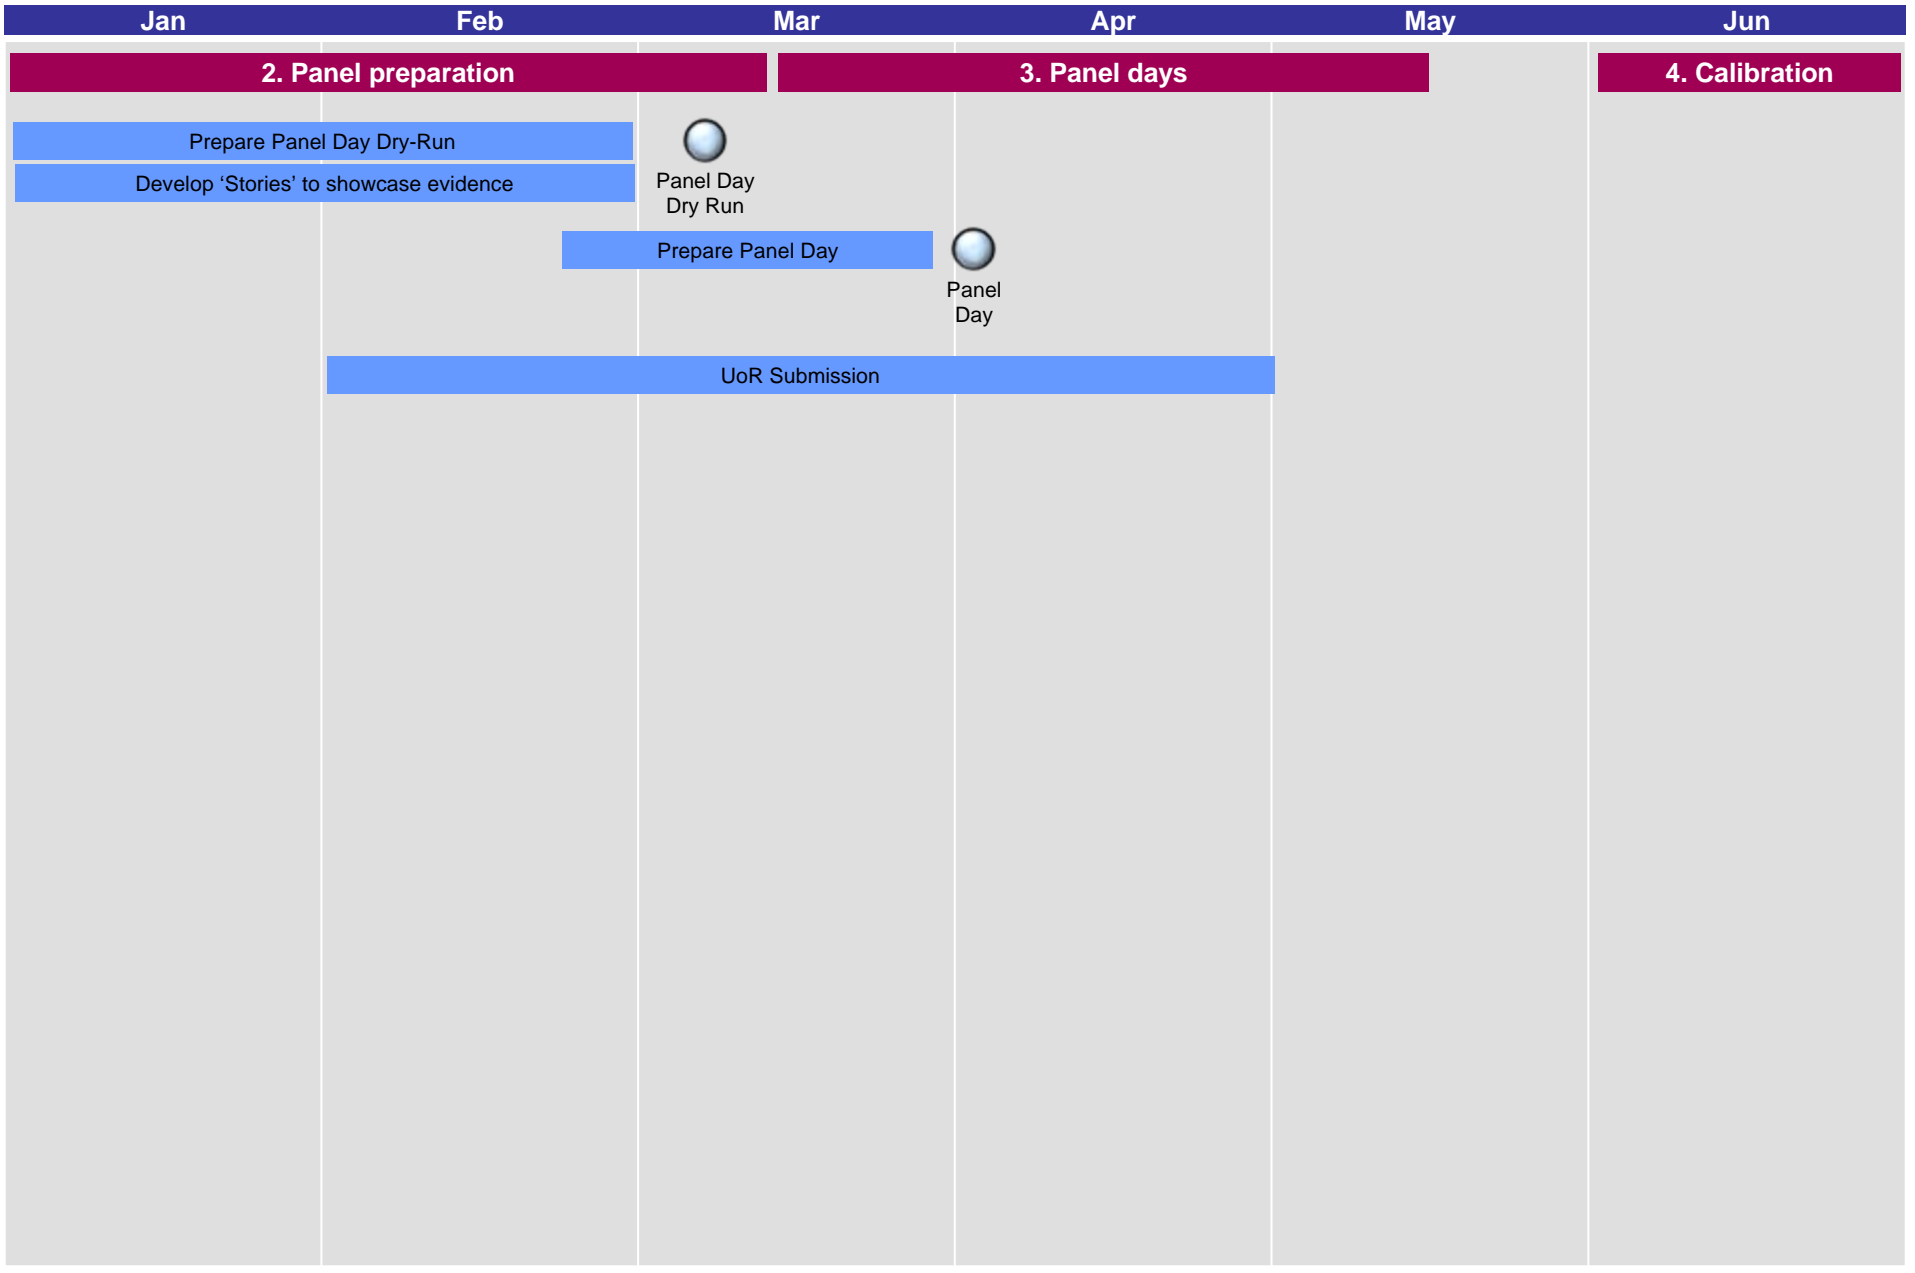 Jan Feb Mar Apr May Jun
2. Panel preparation 3. Panel days 4. Calibration
Prepare Panel Day Dry-Run
Develop ‘Stories’ to showcase evidence
Panel Day
Dry Run
Prepare Panel Day
Panel
Day
UoR Submission